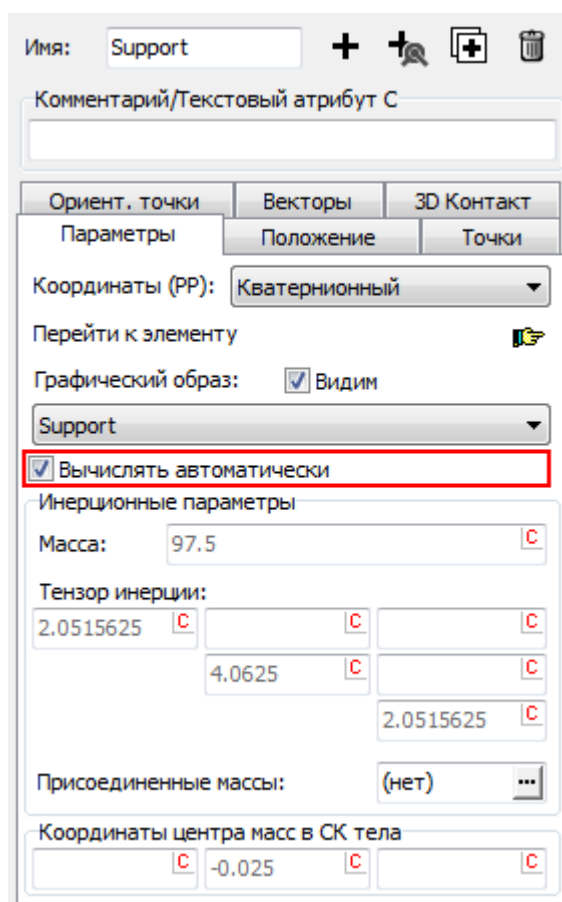 Имя: Support
Комментарий/Текстовый атрибут C
Ориент. точки Векторы 3D Контакт
Параметры Положение Точки
Координаты (PP): Кватернионный
Перейти к элементу
Графический образ: Видим
Support
Вычислять автоматически
Инерционные параметры
Масса: 97.5 C
Тензор инерции:
2.0515625 C C C
4.0625 C C
2.0515625 C
Присоединенные массы: (нет) ...
Координаты центра масс в СК тела
C -0.025 C C